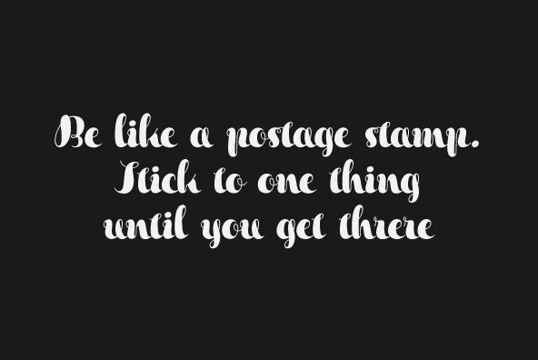 Be like a postage stamp.
Stick to one thing
until you get threre